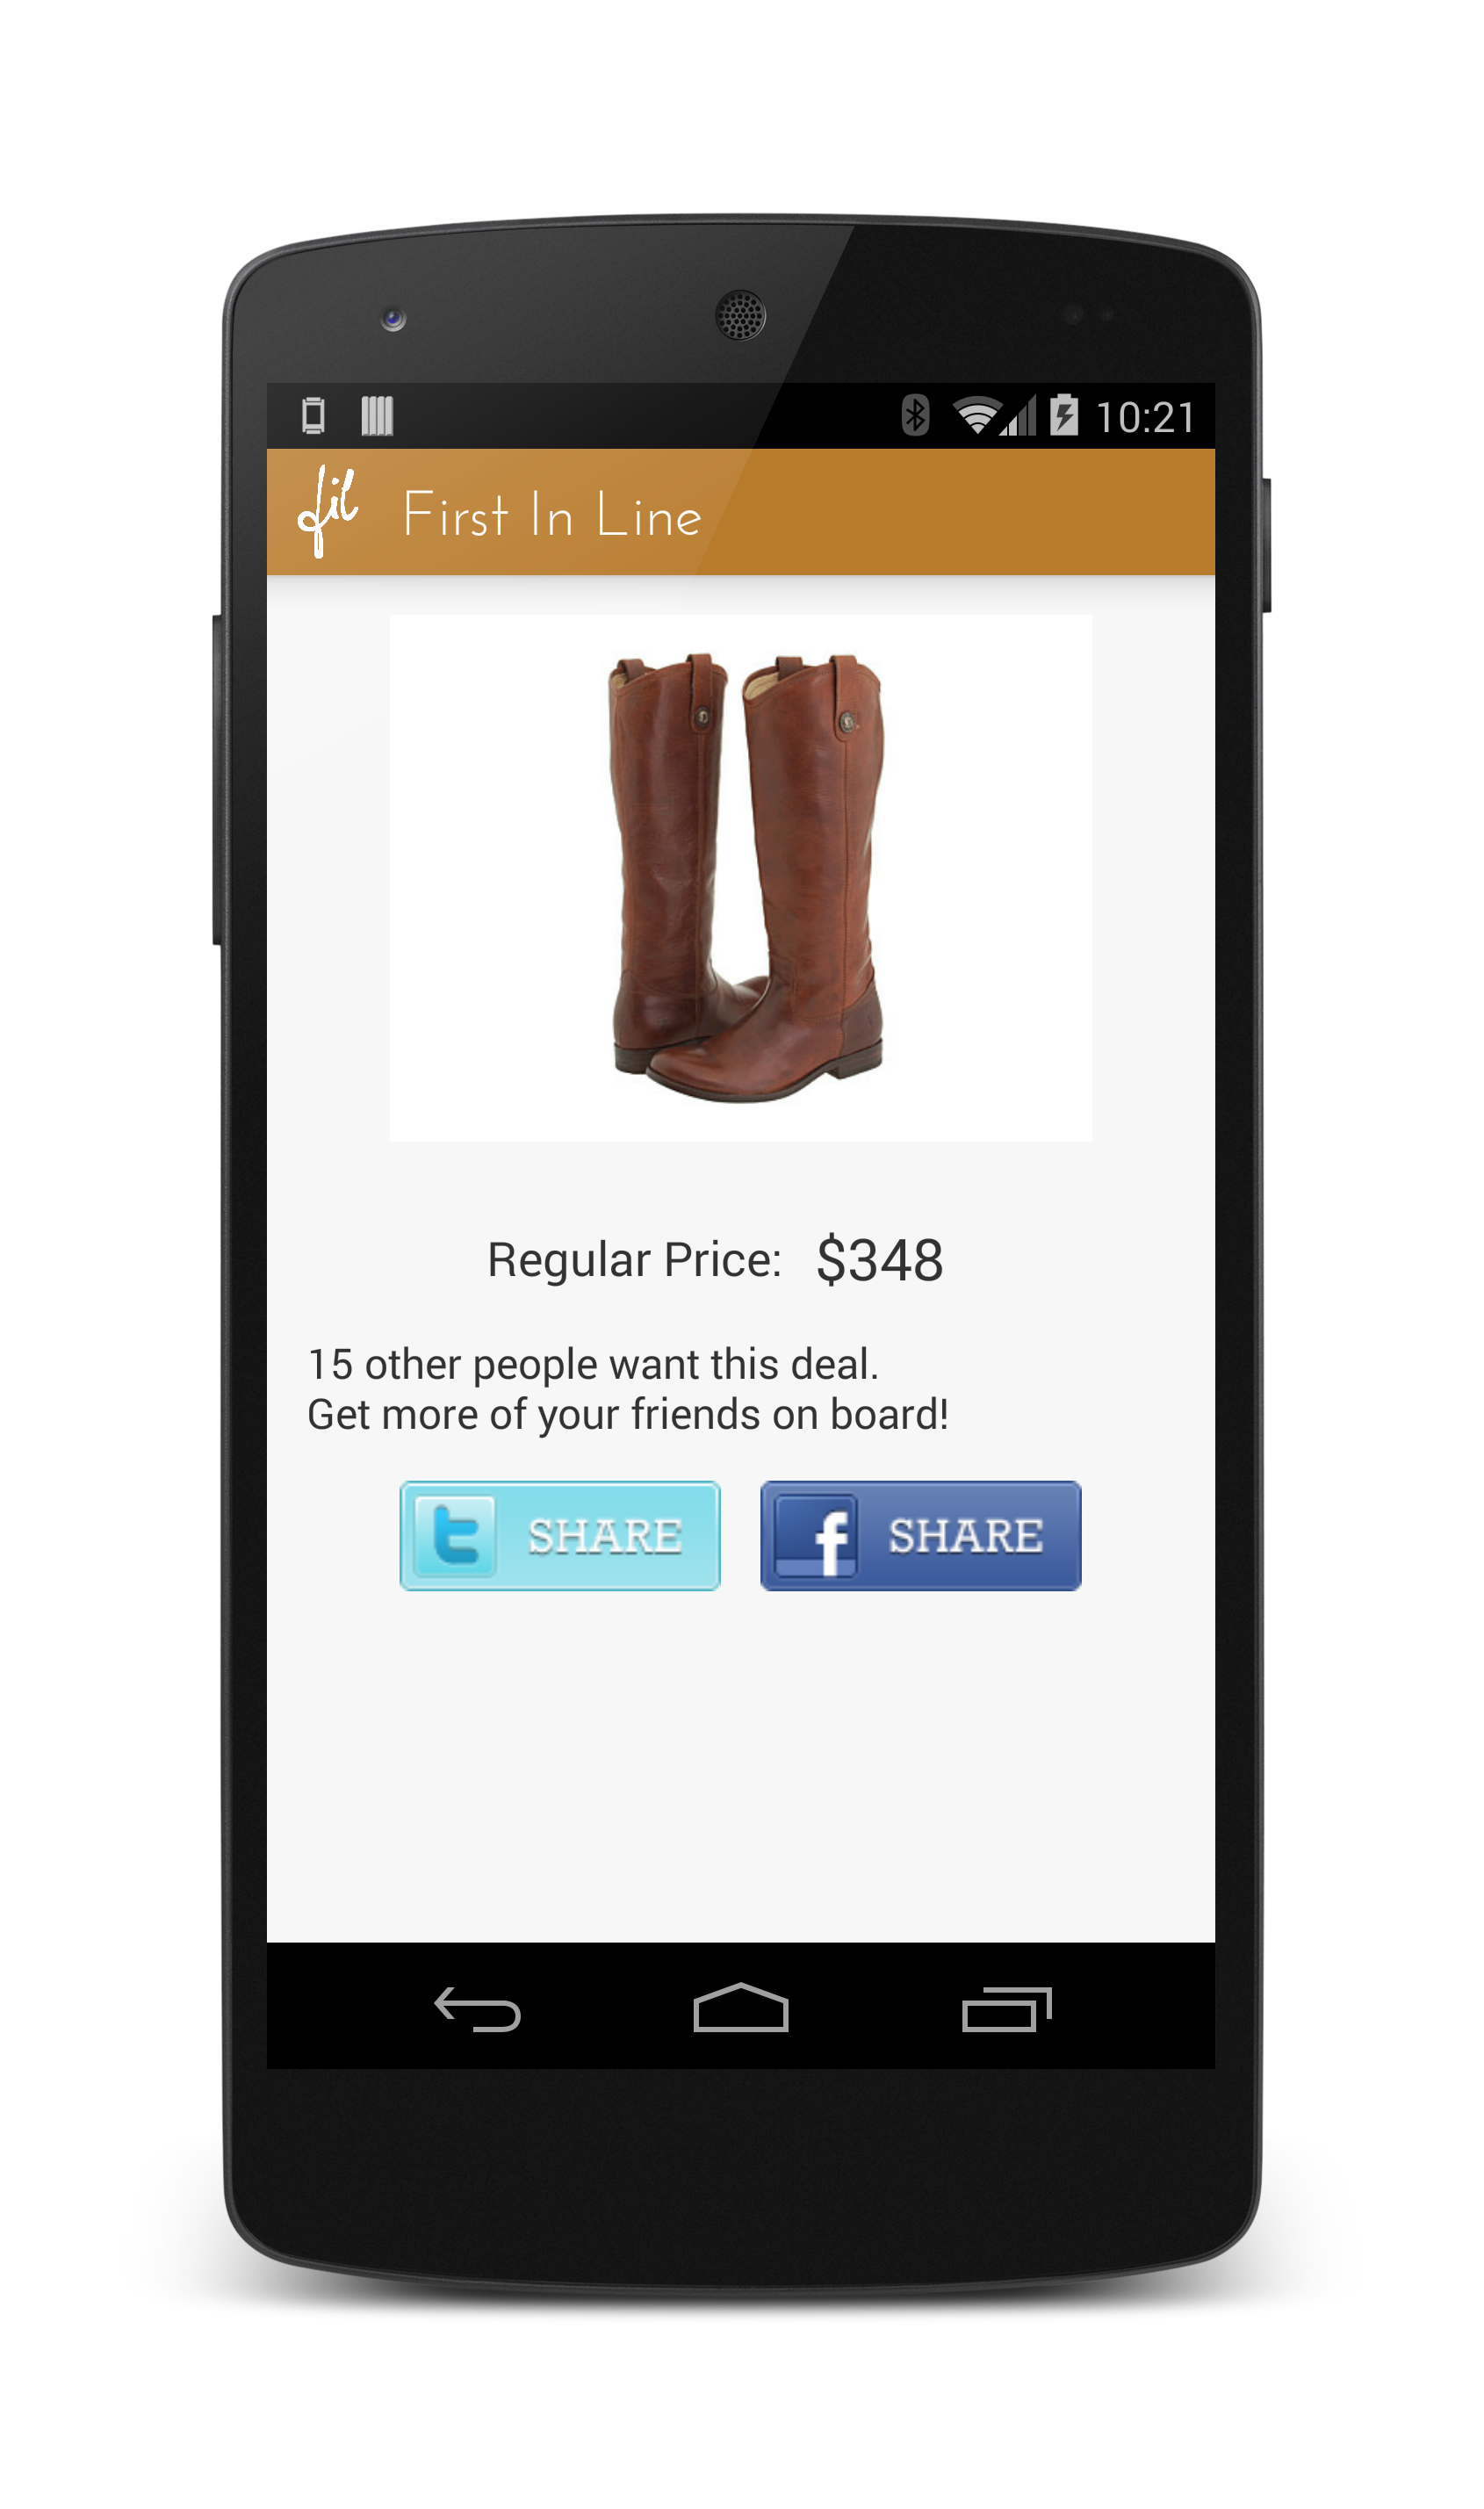 10:21
fil
First In Line
Regular Price: $348
15 other people want this deal.
Get more of your friends on board!
t SHARE
f SHARE